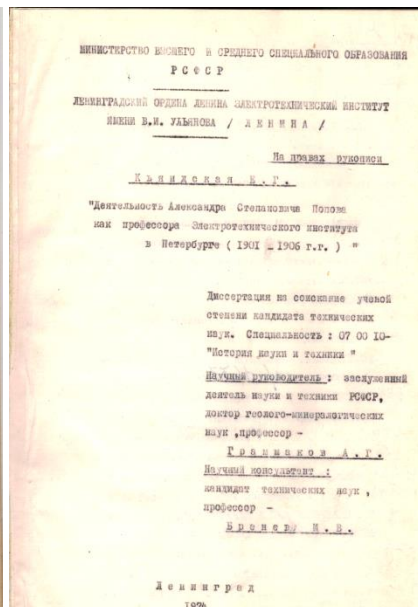 МИНИСТЕРСТВО ВЫСШЕГО И СРЕДНЕГО СПЕЦИАЛЬНОГО ОБРАЗОВАНИЯ
Р С Ф С Р
ЛЕНИНГРАДСКИЙ ОРДЕНА ЛЕНИНА ЭЛЕКТРОТЕХНИЧЕСКИЙ ИНСТИТУТ
ИМЕНИ В.И. УЛЬЯНОВА / Л Е Н И Н А /
На правах рукописи
Е. Г.
"Деятельность Александра Степановича Попова
как профессора Электротехнического института
в Петербурге ( 1901 - 1906 г.г. ) "
Диссертация на соискание ученой
степени кандидата технических
наук. Специальность : 07 00 10-
"История науки и техники "
Научный руководитель : заслуженный
деятель науки и техники РСФСР,
доктор геолого-минералогических
наук ,профессор -
Г р а м м а к о в А . Г .
Научный консультант :
кандидат технических наук ,
профессор -
Б р е н е в И . В .
Л е н и н г р а д